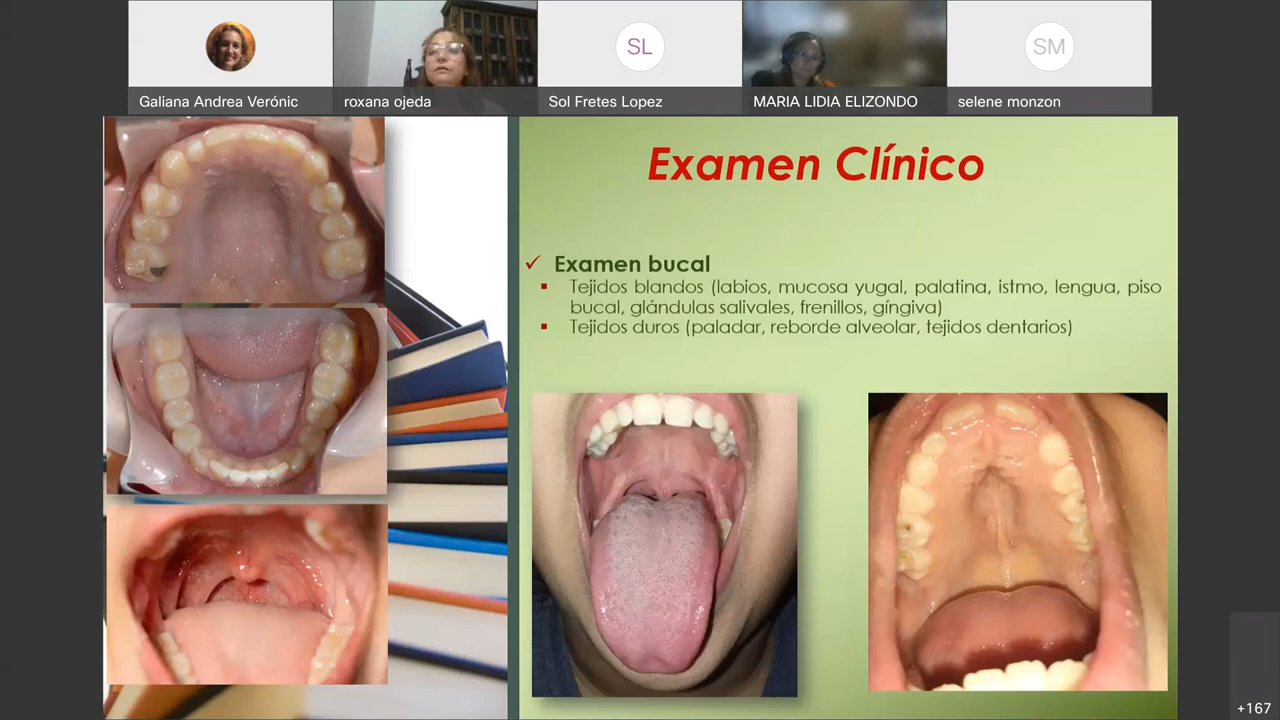 Galiana Andrea Verónic
roxana ojeda
SL
Sol Fretes Lopez
MARIA LIDIA ELIZONDO
SM
selene monzon
Examen Clínico
Examen bucal
Tejidos blandos (labios, mucosa yugal, palatina, istmo, lengua, piso
bucal, glándulas salivales, frenillos, gíngiva)
Tejidos duros (paladar, reborde alveolar, tejidos dentarios)
+167